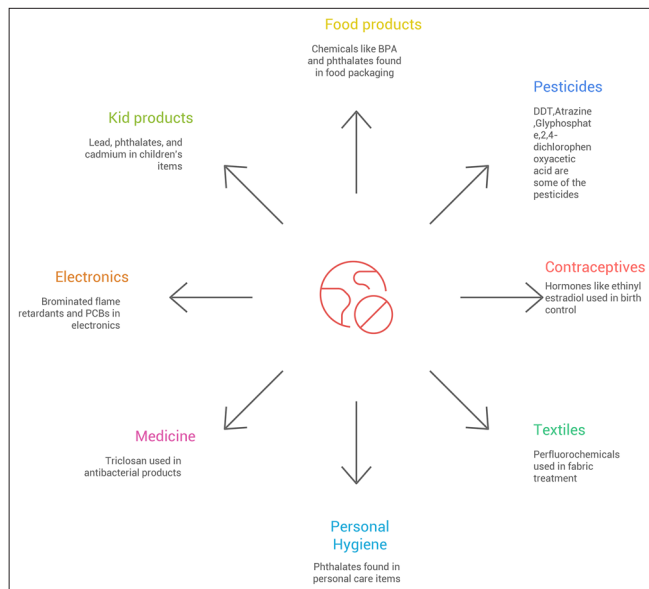 Food products
Chemicals like BPA
and phthalates found
in food packaging
Pesticides
DDT,Atrazine
,Glyphosphat
e,2,4-
dichlorophen
oxyacetic
acid are
some of the
pesticides
Kid products
Lead, phthalates, and
cadmium in children's
items
Electronics
Brominated flame
retardants and PCBs in
electronics
Contraceptives
Hormones like ethinyl
estradiol used in birth
control
Medicine
Triclosan used in
antibacterial products
Textiles
Perfluorochemicals
used in fabric
treatment
Personal
Hygiene
Phthalates found in
personal care items